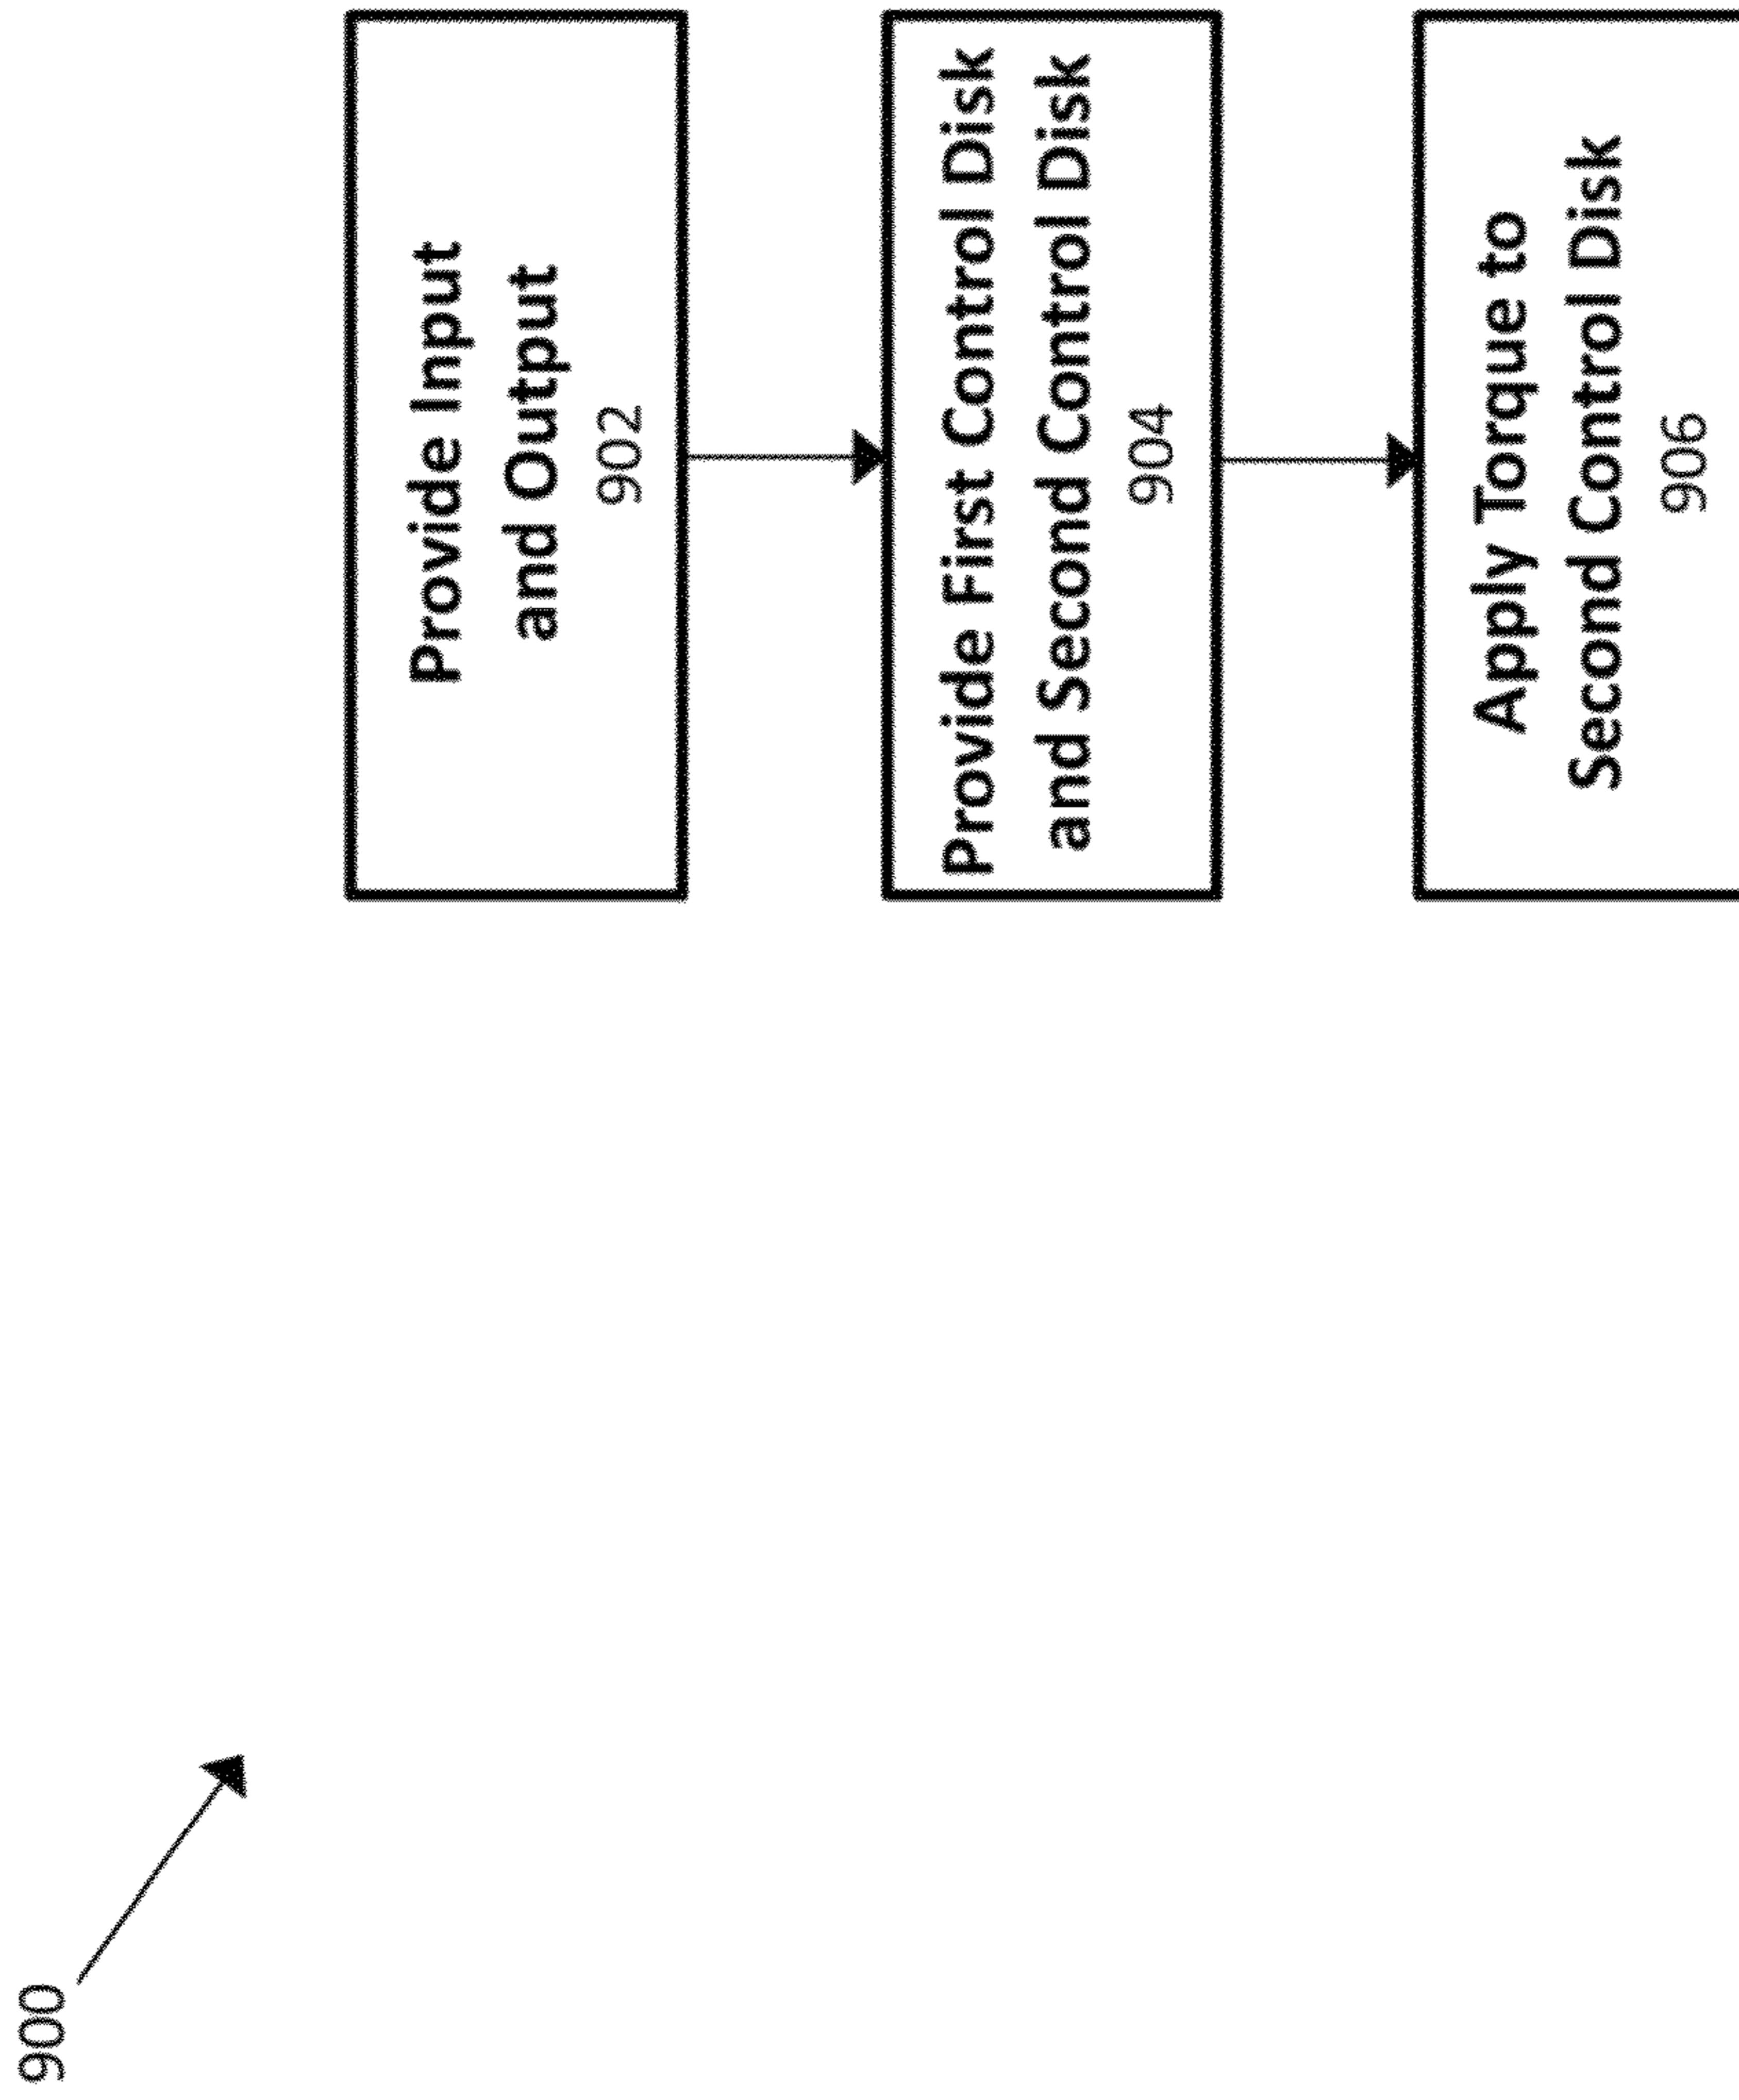 900
Provide Input
and Output
902
Provide First Control Disk
and Second Control Disk
904
Apply Torque to
Second Control Disk
906